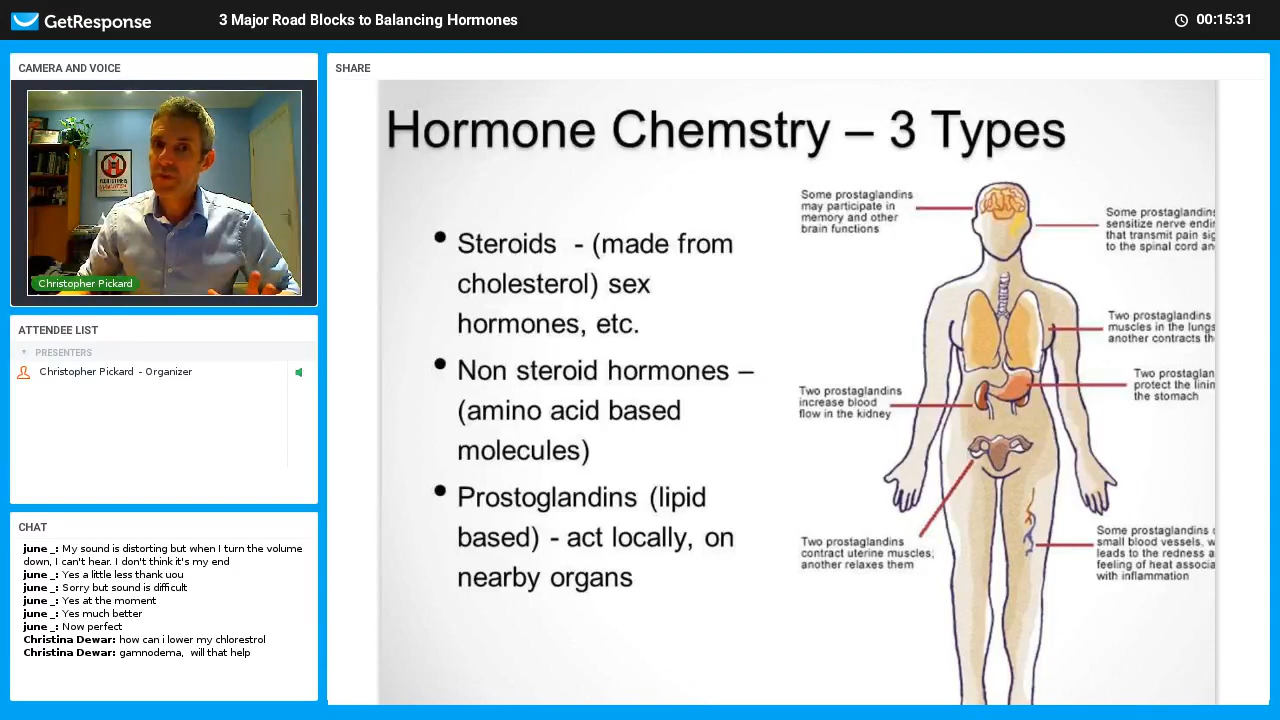 GetResponse
3 Major Road Blocks to Balancing Hormones
00:15:31
CAMERA AND VOICE
Christopher Pickard
ATTENDEE LIST
PRESENTERS
Christopher Pickard - Organizer
CHAT
june _: My sound is distorting but when I turn the volume
down, I can't hear. I don't think it's my end
june _: Yes a little less thank uou
june _: Sorry but sound is difficult
june _: Yes at the moment
june _: Yes much better
june _: Now perfect
Christina Dewar: how can i lower my chlorestrol
Christina Dewar: gamnodema, will that help
SHARE
Hormone Chemstry – 3 Types
• Steroids - (made from
cholesterol) sex
hormones, etc.
• Non steroid hormones –
(amino acid based
molecules)
• Prostoglandins (lipid
based) - act locally, on
nearby organs
Some prostaglandins
may participate in
memory and other
brain functions
Some prostaglandins
sensitize nerve endin
that transmit pain sig
to the spinal cord an
Two prostaglandins
muscles in the lungs
another contracts th
Two prostagland
protect the linin
the stomach
Two prostaglandins
increase blood
flow in the kidney
Two prostaglandins
contract uterine muscles;
another relaxes them
Some prostaglandins
small blood vessels, w
leads to the redness a
feeling of heat associa
with inflammation